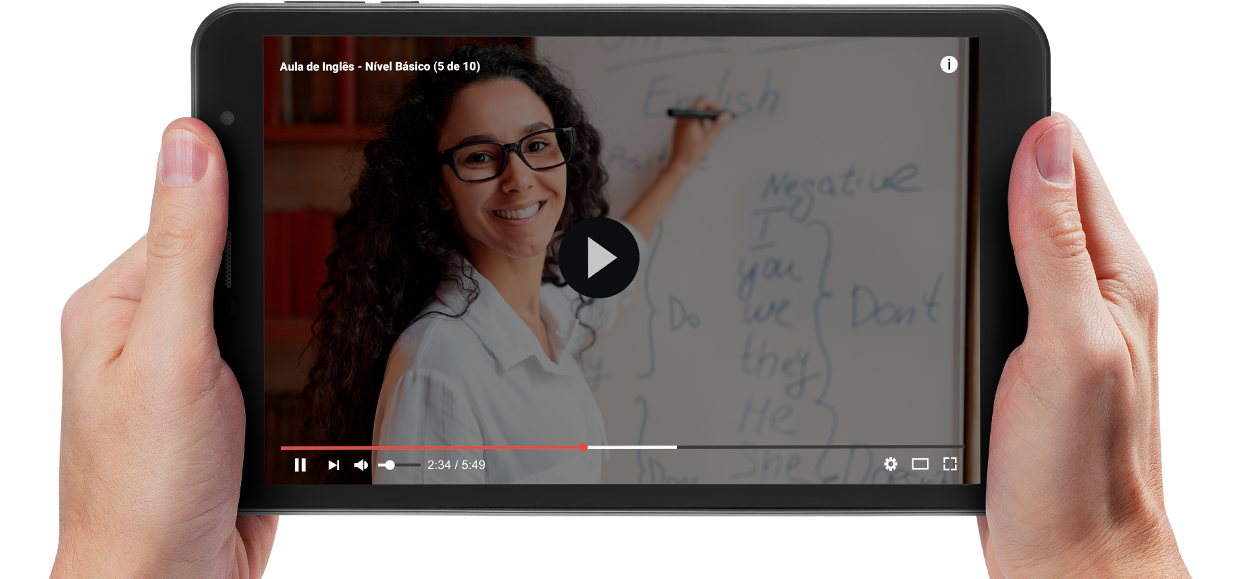 Aula de Inglês - Nível Básico (5 de 10)
i
English
Positive
Negative
I
you
we
Do
Don't
they
He
She
2:34 / 5:49